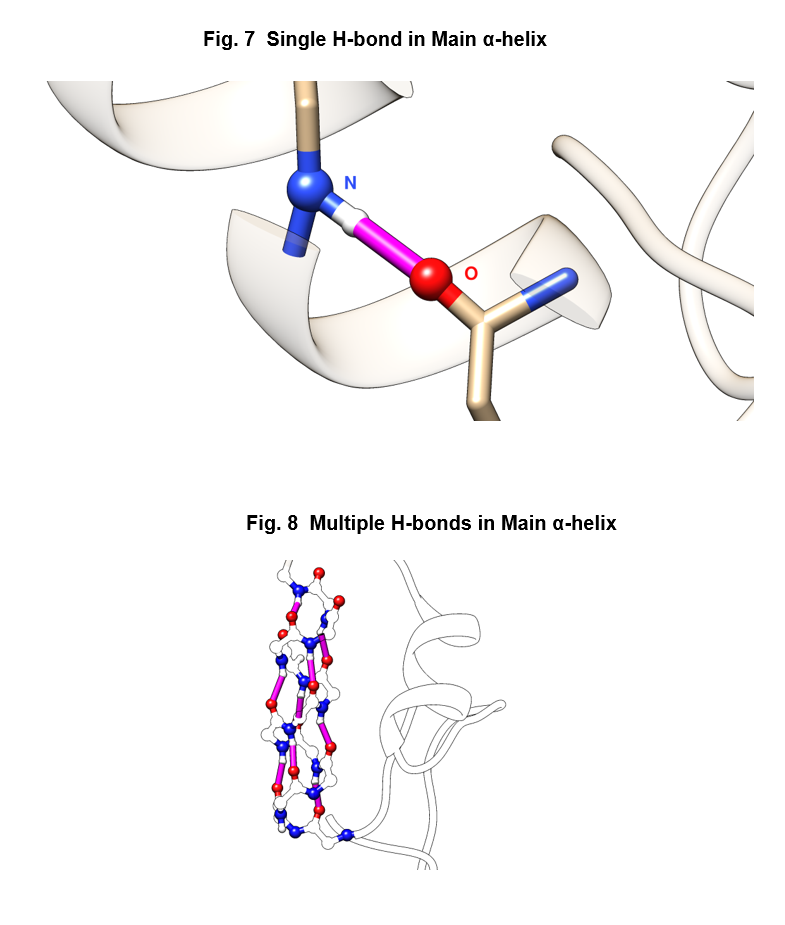 Fig. 7  Single H-bond in Main α-helix
N
O
Fig. 8  Multiple H-bonds in Main α-helix